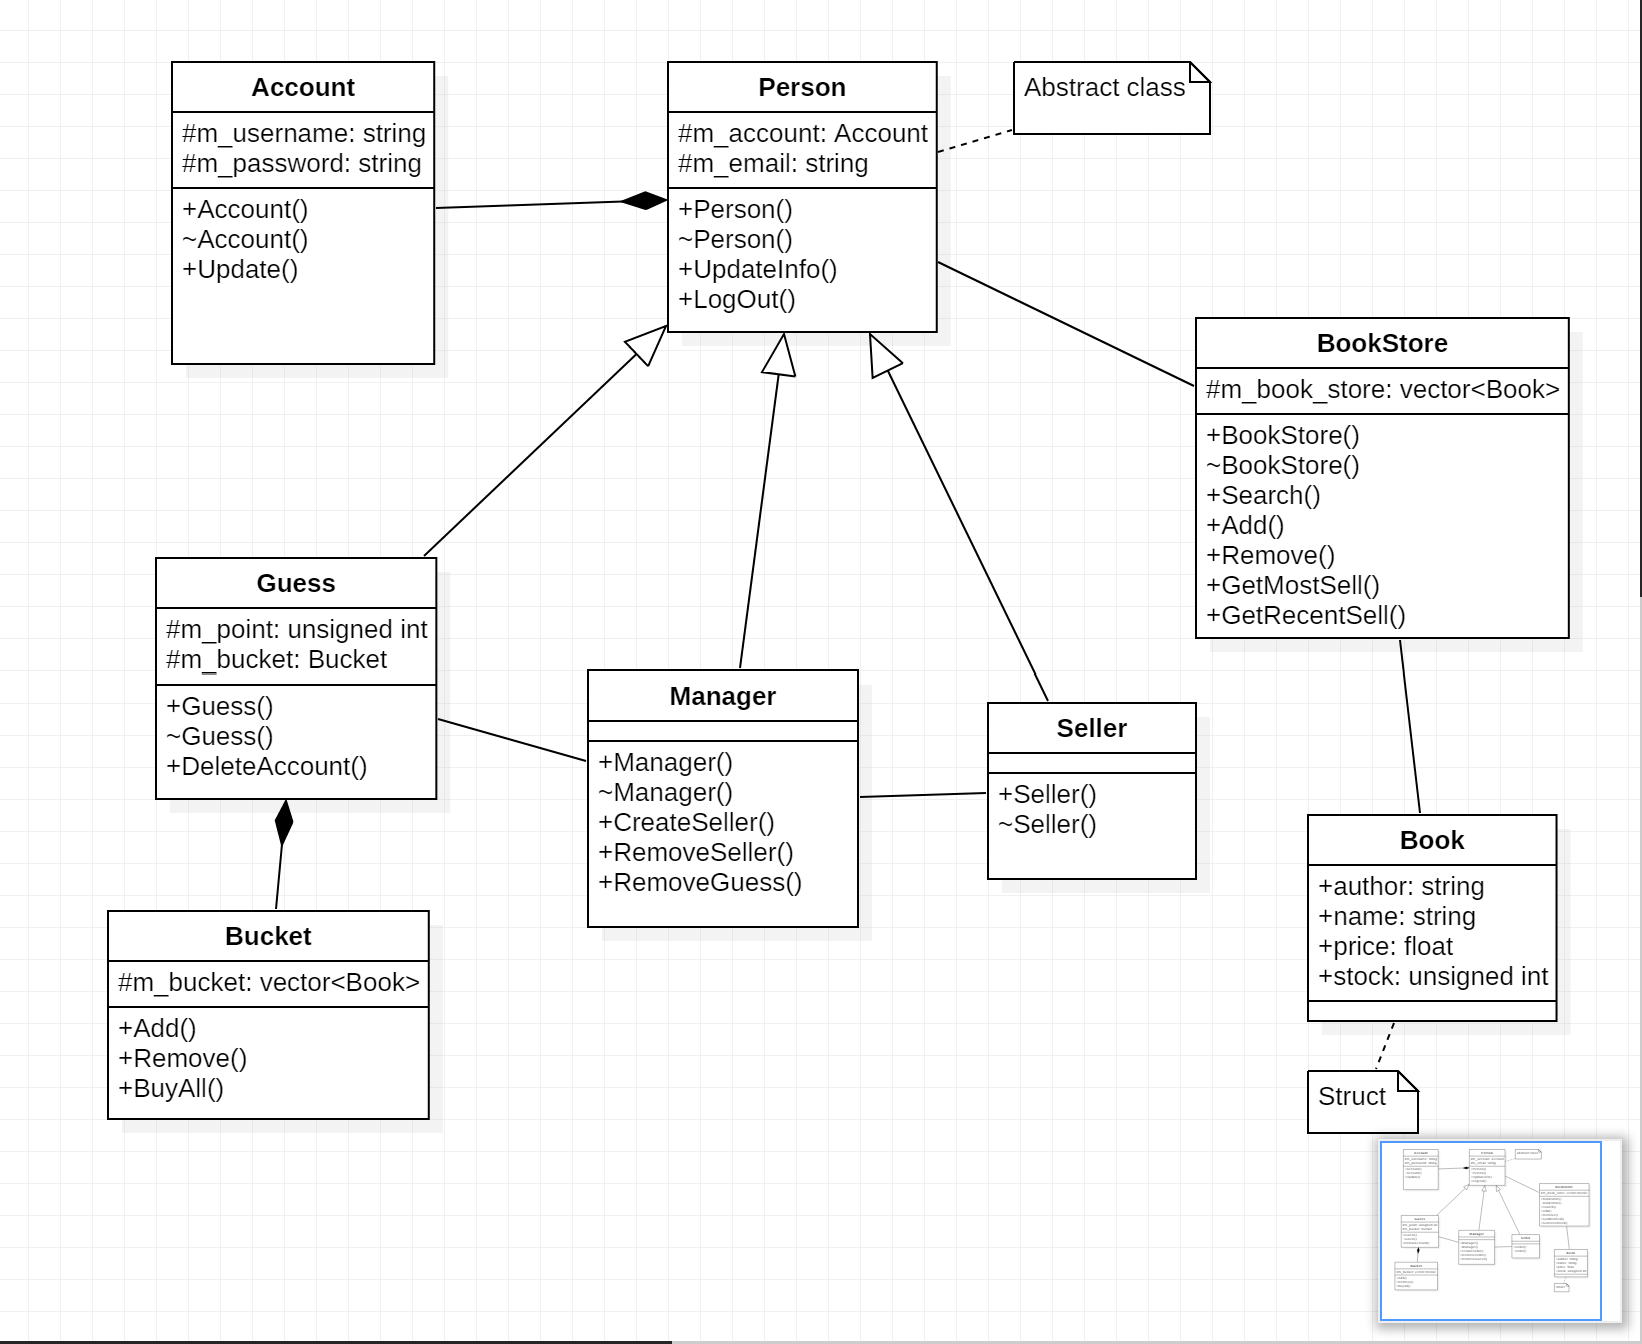 Account
#m_username: string
#m_password: string
+Account()
~Account()
+Update()
Person
#m_account: Account
#m_email: string
+Person()
~Person()
+UpdateInfo()
+LogOut()
Abstract class
BookStore
#m_book_store: vector<Book>
+BookStore()
~BookStore()
+Search()
+Add()
+Remove()
+GetMostSell()
+GetRecentSell()
Guess
#m_point: unsigned int
#m_bucket: Bucket
+Guess()
~Guess()
+DeleteAccount()
Manager
+Manager()
~Manager()
+CreateSeller()
+RemoveSeller()
+RemoveGuess()
Seller
+Seller()
~Seller()
Book
+author: string
+name: string
+price: float
+stock: unsigned int
Bucket
#m_bucket: vector<Book>
+Add()
+Remove()
+BuyAll()
Struct